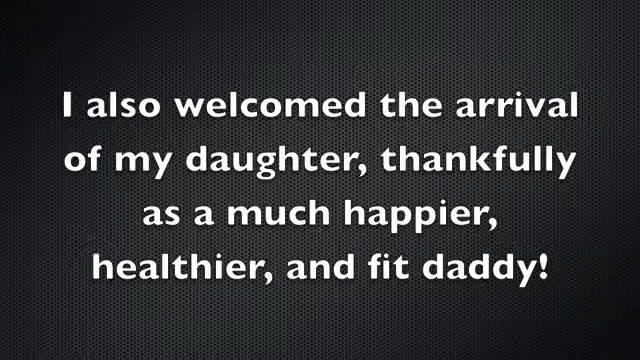 I also welcomed the arrival
of my daughter, thankfully
as a much happier,
healthier, and fit daddy!